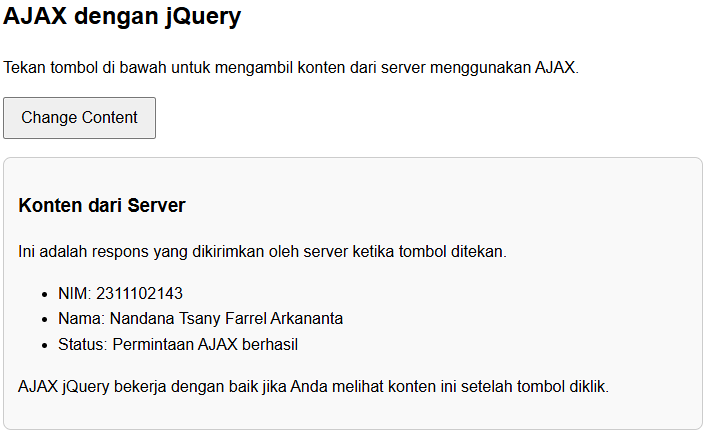 AJAX dengan jQuery
Tekan tombol di bawah untuk mengambil konten dari server menggunakan AJAX.
Change Content
Konten dari Server
Ini adalah respons yang dikirimkan oleh server ketika tombol ditekan.
• NIM: 2311102143
• Nama: Nandana Tsany Farrel Arkananta
• Status: Permintaan AJAX berhasil
AJAX jQuery bekerja dengan baik jika Anda melihat konten ini setelah tombol diklik.